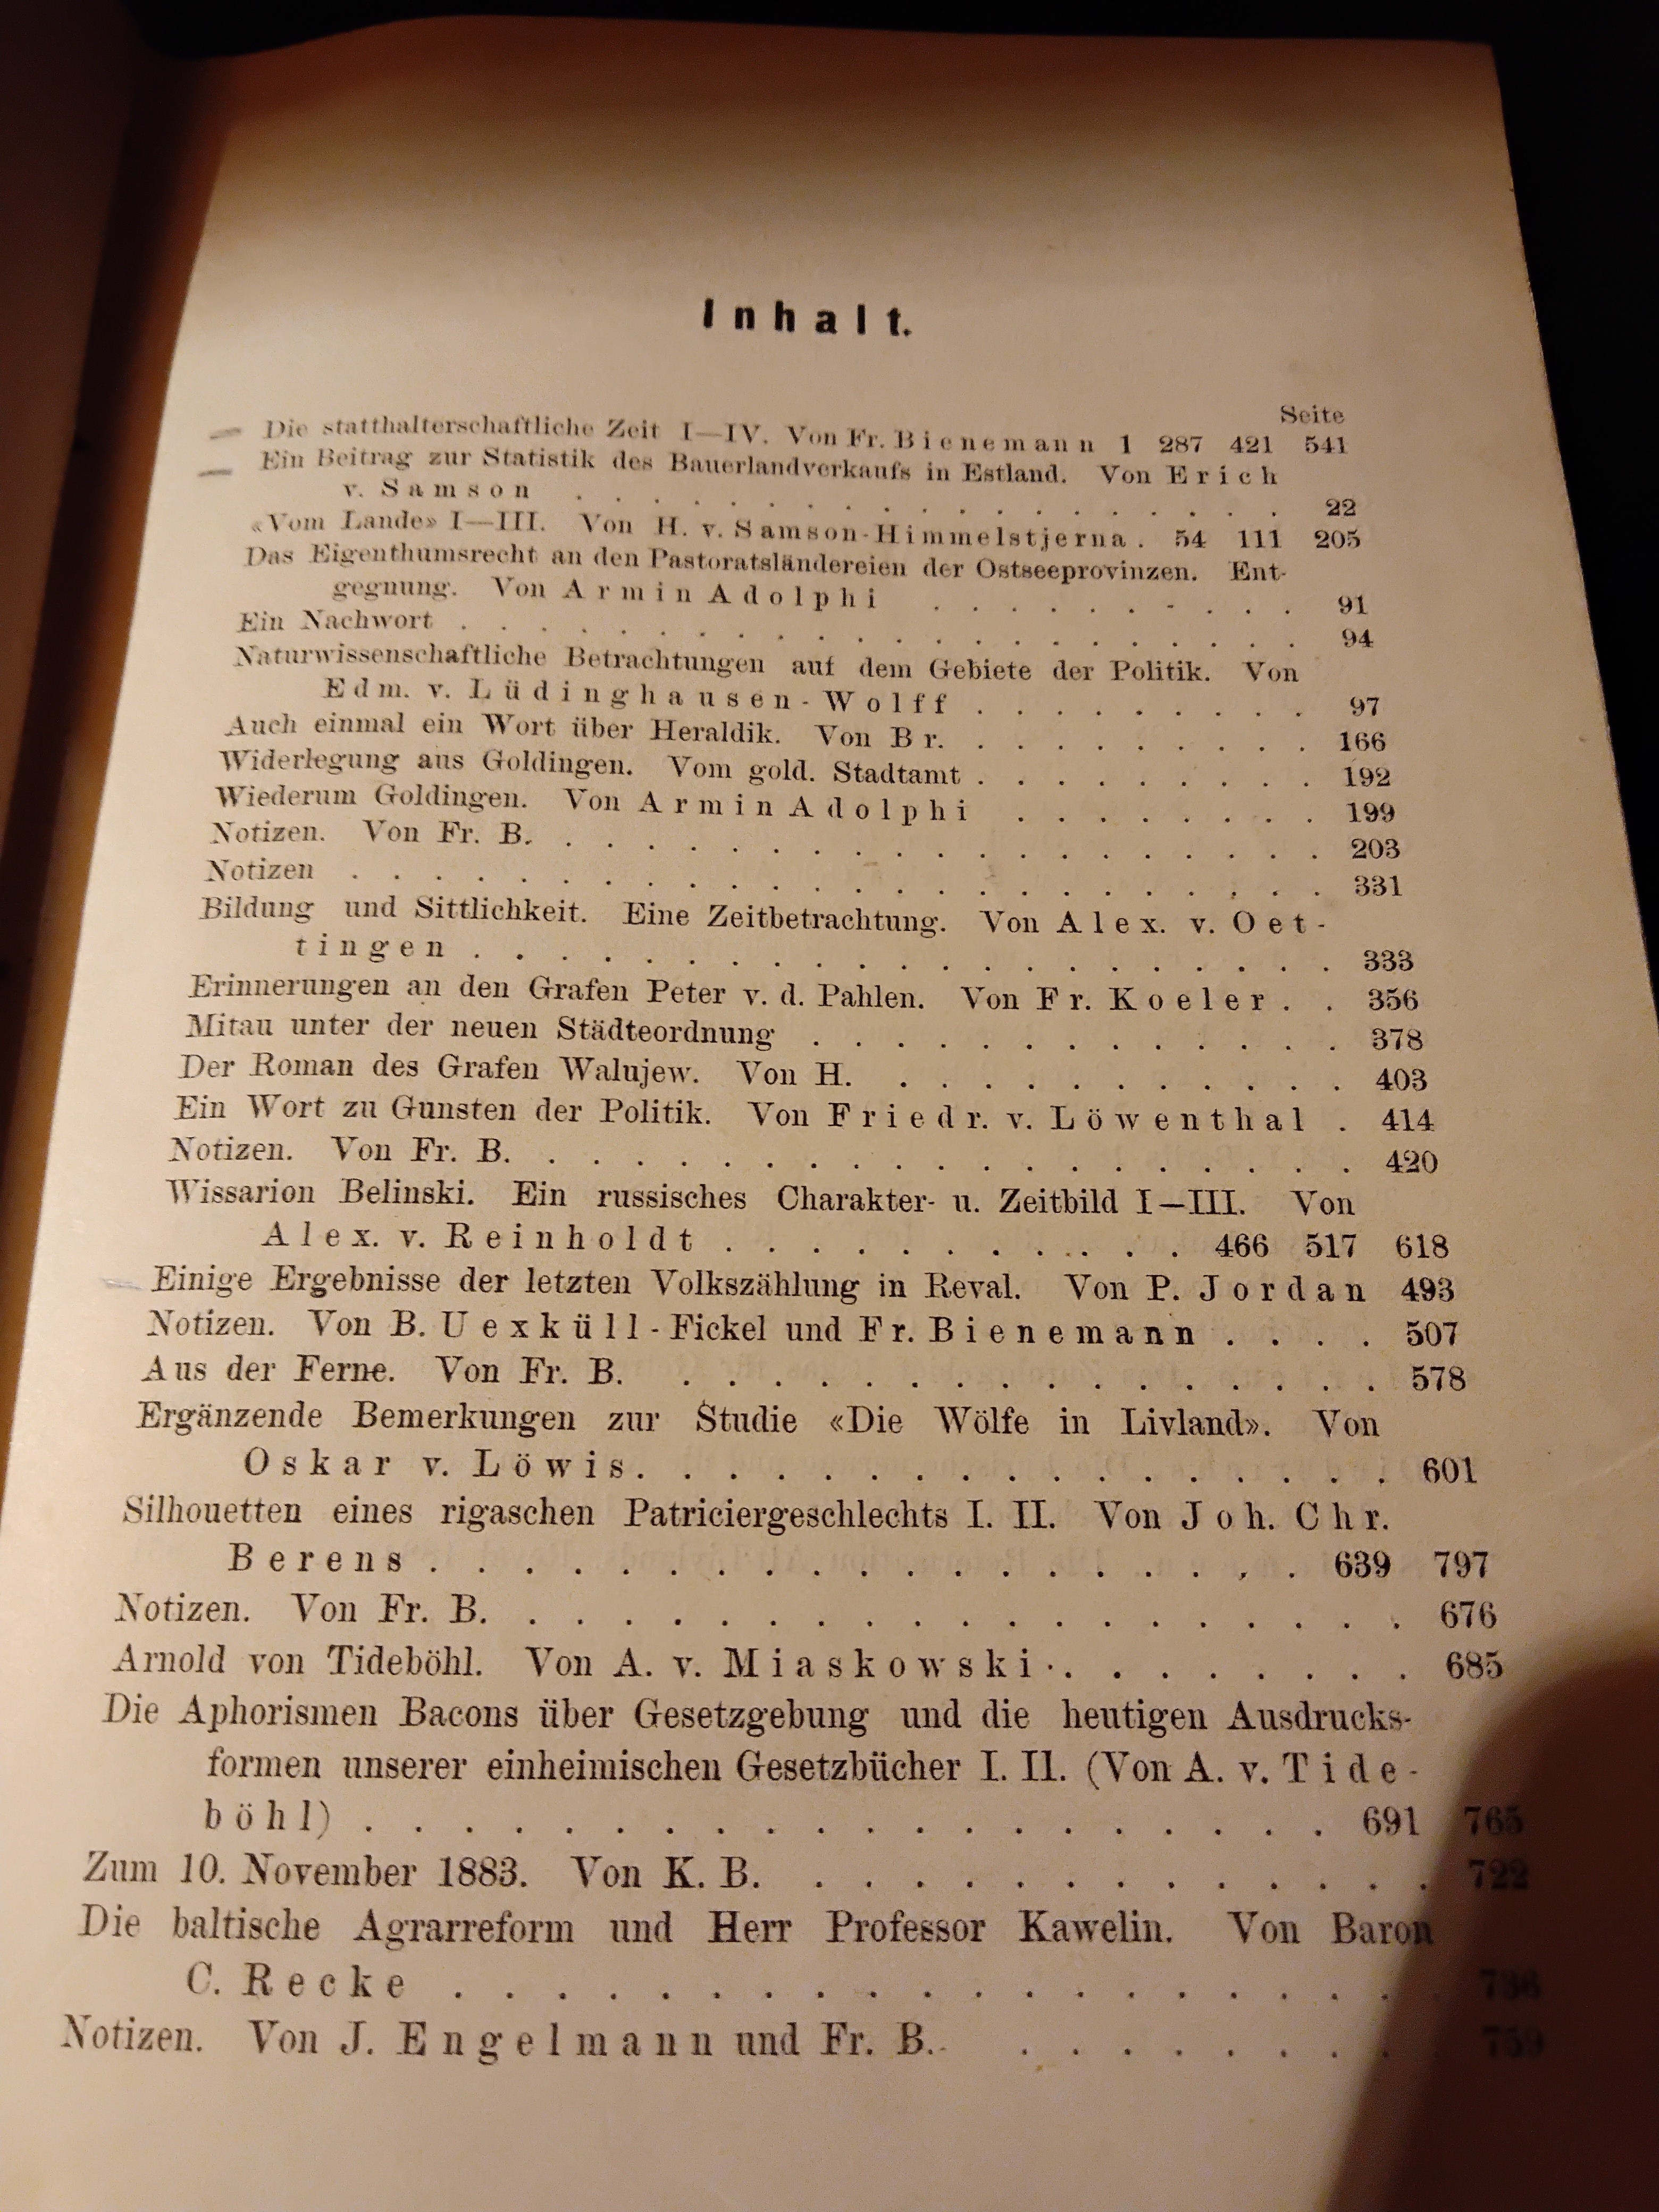 Inhalt.
Seite
Die statthalterschaftliche Zeit I—IV. Von Fr. Bienemann 1 287 421 541
Ein Beitrag zur Statistik des Bauerlandverkaufs in Estland. Von Erich
v. Samson . . . . . . . . . . . . . . . . . 22
«Vom Lande» I—III. Von H. v. Samson-Himmelstjerna . 54 111 205
Das Eigenthumsrecht an den Pastoratsländereien der Ostseeprovinzen. Ent-
gegnung. Von Armin Adolphi . . . . . . . . . . 91
Ein Nachwort . . . . . . . . . . . . . . . . . . . . . 94
Naturwissenschaftliche Betrachtungen auf dem Gebiete der Politik. Von
Edm. v. Lüdinghausen-Wolff . . . . . . . . . 97
Auch einmal ein Wort über Heraldik. Von Br. . . . . . . . . . 166
Widerlegung aus Goldingen. Vom gold. Stadtamt . . . . . . . . . 192
Wiederum Goldingen. Von Armin Adolphi . . . . . . . . 199
Notizen. Von Fr. B. . . . . . . . . . . . . . . . . . . . 203
Notizen . . . . . . . . . . . . . . . . . . . . . . . . 331
Bildung und Sittlichkeit. Eine Zeitbetrachtung. Von Alex. v. Oet-
tingen . . . . . . . . . . . . . . . . . . . . 333
Erinnerungen an den Grafen Peter v. d. Pahlen. Von Fr. Koeler . . 356
Mitau unter der neuen Städteordnung . . . . . . . . . . . . 378
Der Roman des Grafen Walujew. Von H. . . . . . . . . . . . 403
Ein Wort zu Gunsten der Politik. Von Friedr. v. Löwenthal . 414
Notizen. Von Fr. B. . . . . . . . . . . . . . . . . . . . 420
Wissarion Belinski. Ein russisches Charakter- u. Zeitbild I—III. Von
Alex. v. Reinholdt . . . . . . . . . . . 466 517 618
Einige Ergebnisse der letzten Volkszählung in Reval. Von P. Jordan 493
Notizen. Von B. Uexküll-Fickel und Fr. Bienemann . . . . 507
Aus der Ferne. Von Fr. B. . . . . . . . . . . . . . . . . 578
Ergänzende Bemerkungen zur Studie «Die Wölfe in Livland». Von
Oskar v. Löwis. . . . . . . . . . . . . . . . . . 601
Silhouetten eines rigaschen Patriciergeschlechts I. II. Von Joh. Chr.
Berens . . . . . . . . . . . . . . . . . . . 639 797
Notizen. Von Fr. B. . . . . . . . . . . . . . . . . . . . 676
Arnold von Tideböhl. Von A. v. Miaskowski . . . . . . . . . 685
Die Aphorismen Bacons über Gesetzgebung und die heutigen Ausdrucks-
formen unserer einheimischen Gesetzbücher I. II. (Von A. v. Tide-
böhl) . . . . . . . . . . . . . . . . . . . . 691 765
Zum 10. November 1883. Von K. B. . . . . . . . . . . . . . 722
Die baltische Agrarreform und Herr Professor Kawelin. Von Baron
C. Recke . . . . . . . . . . . . . . . . . . . . 736
Notizen. Von J. Engelmann und Fr. B. . . . . . . . . . . 759